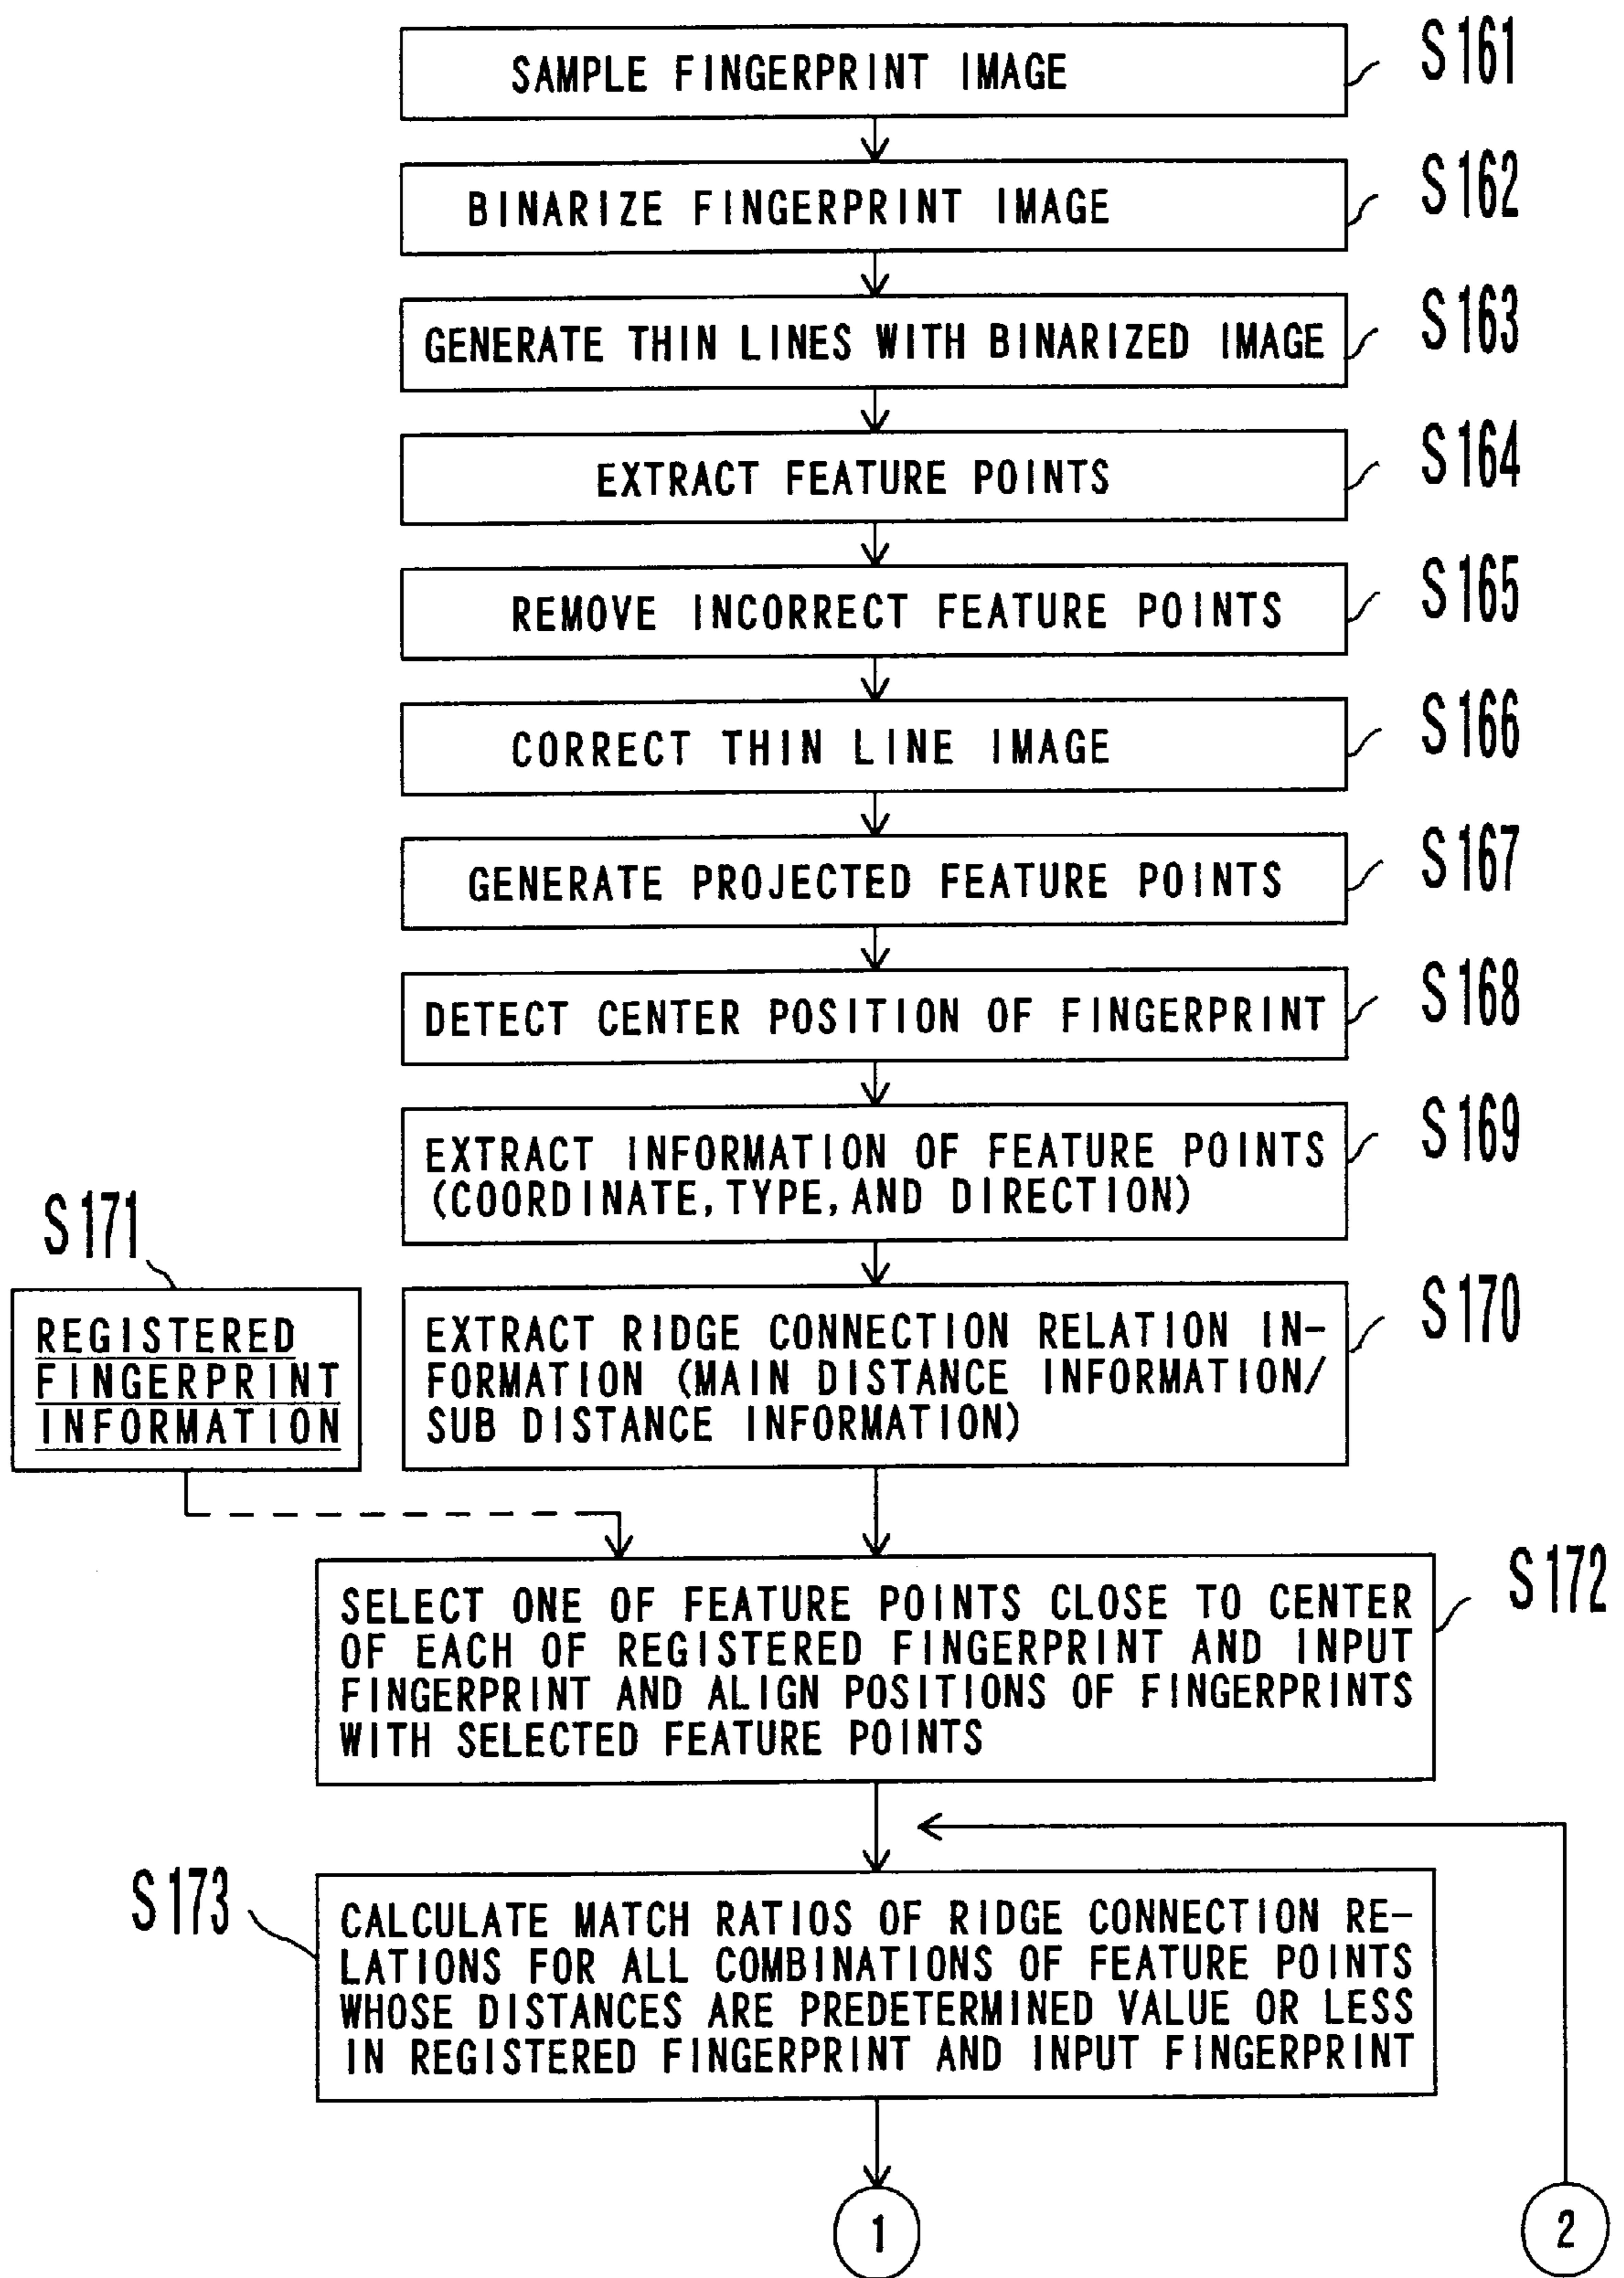 SAMPLE FINGERPRINT IMAGE
S161
BINARIZE FINGERPRINT IMAGE
S162
GENERATE THIN LINES WITH BINARIZED IMAGE
S163
EXTRACT FEATURE POINTS
S164
REMOVE INCORRECT FEATURE POINTS
S165
CORRECT THIN LINE IMAGE
S166
GENERATE PROJECTED FEATURE POINTS
S167
DETECT CENTER POSITION OF FINGERPRINT
S168
EXTRACT INFORMATION OF FEATURE POINTS
(COORDINATE, TYPE, AND DIRECTION)
S169
S171
REGISTERED
FINGERPRINT
INFORMATION
EXTRACT RIDGE CONNECTION RELATION IN-
FORMATION (MAIN DISTANCE INFORMATION/
SUB DISTANCE INFORMATION)
S170
SELECT ONE OF FEATURE POINTS CLOSE TO CENTER
OF EACH OF REGISTERED FINGERPRINT AND INPUT
FINGERPRINT AND ALIGN POSITIONS OF FINGERPRINTS
WITH SELECTED FEATURE POINTS
S172
S173
CALCULATE MATCH RATIOS OF RIDGE CONNECTION RE-
LATIONS FOR ALL COMBINATIONS OF FEATURE POINTS
WHOSE DISTANCES ARE PREDETERMINED VALUE OR LESS
IN REGISTERED FINGERPRINT AND INPUT FINGERPRINT
1
2